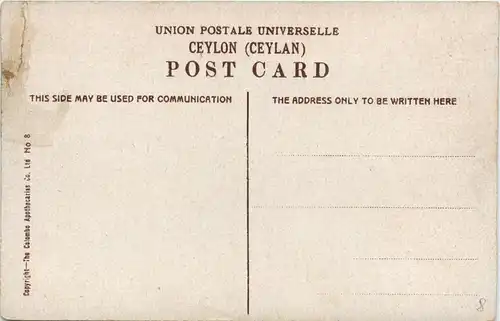 UNION POSTALE UNIVERSELLE
CEYLON (CEYLAN)
POST CARD
THIS SIDE MAY BE USED FOR COMMUNICATION
THE ADDRESS ONLY TO BE WRITTEN HERE
Copyright—The Colombo Apothecaries Co. Ltd No 8
8